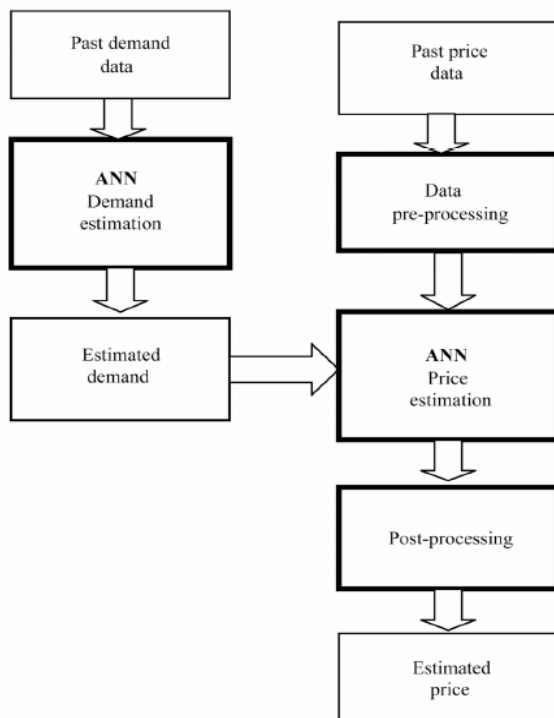 Past demand
data
ANN
Demand
estimation
Estimated
demand
Past price
data
Data
pre-processing
ANN
Price
estimation
Post-processing
Estimated
price